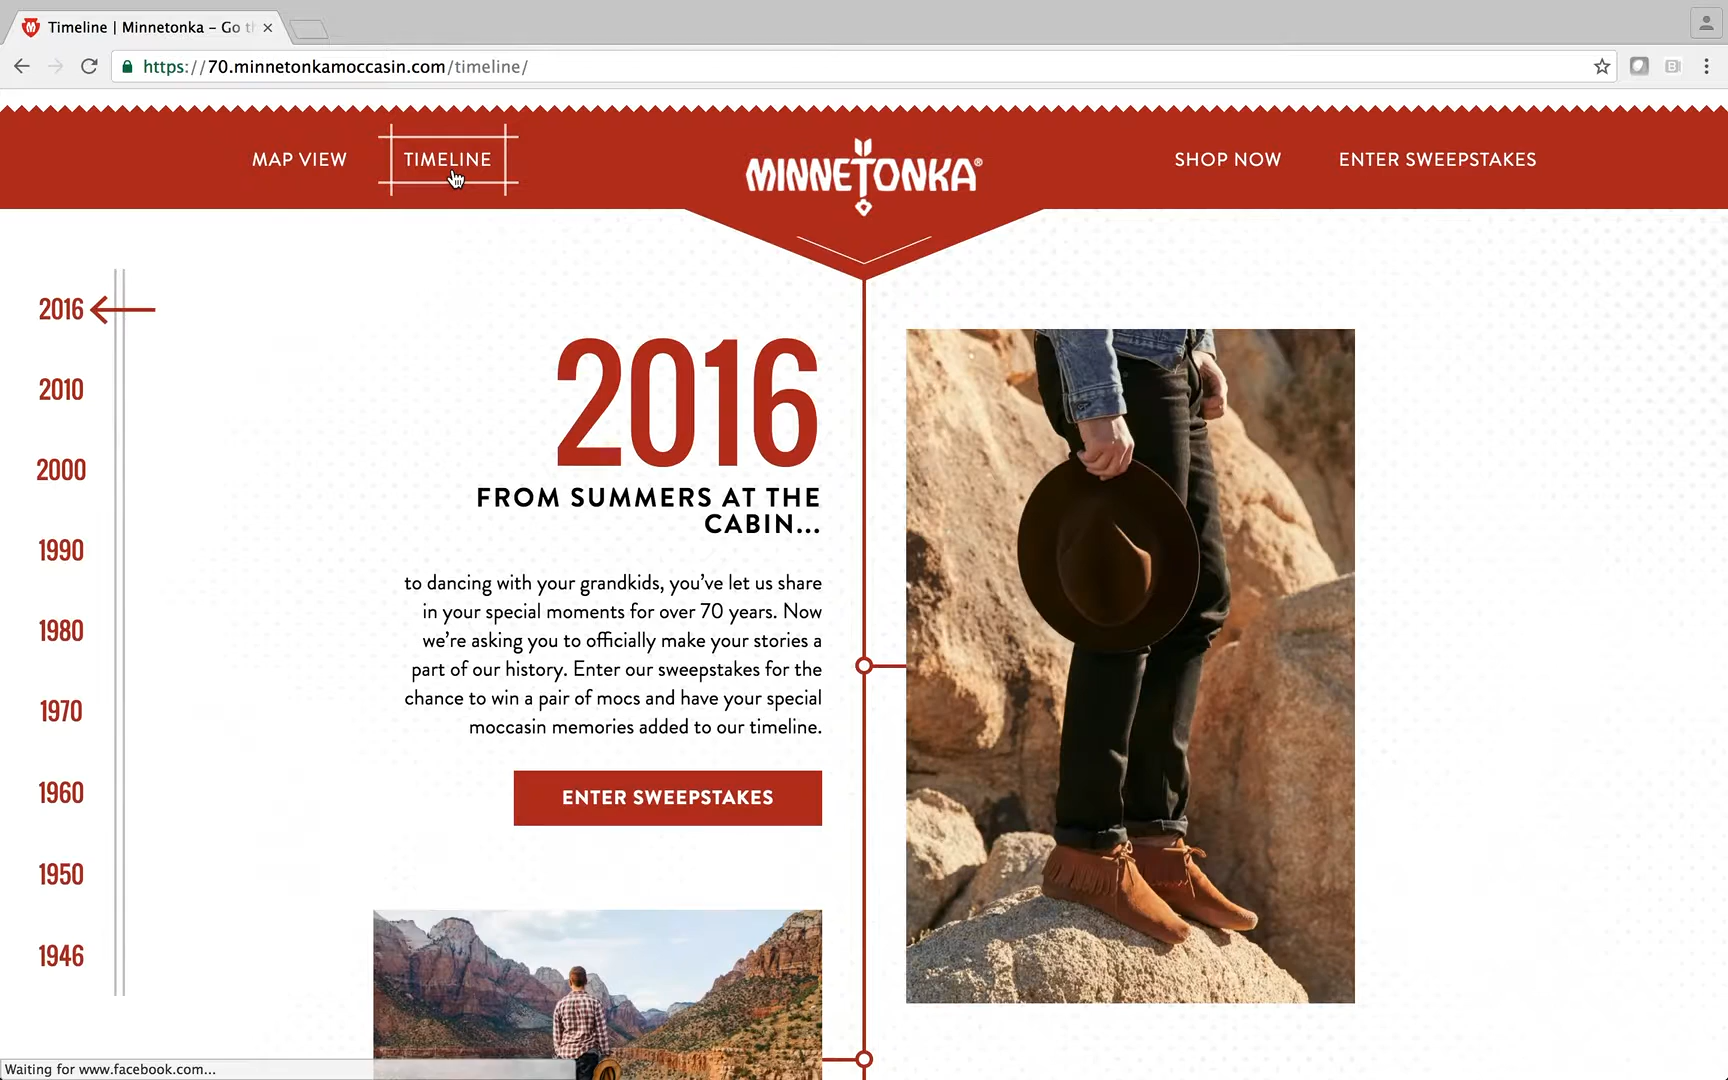 Timeline | Minnetonka – Go th
https://70.minnetonkamoccasin.com/timeline/
MAP VIEW
TIMELINE
MINNETONKA®
SHOP NOW
ENTER SWEEPSTAKES
2016
2010
2000
1990
1980
1970
1960
1950
1946
2016
FROM SUMMERS AT THE
CABIN...
to dancing with your grandkids, you've let us share
in your special moments for over 70 years. Now
we're asking you to officially make your stories a
part of our history. Enter our sweepstakes for the
chance to win a pair of mocs and have your special
moccasin memories added to our timeline.
ENTER SWEEPSTAKES
Waiting for www.facebook.com...